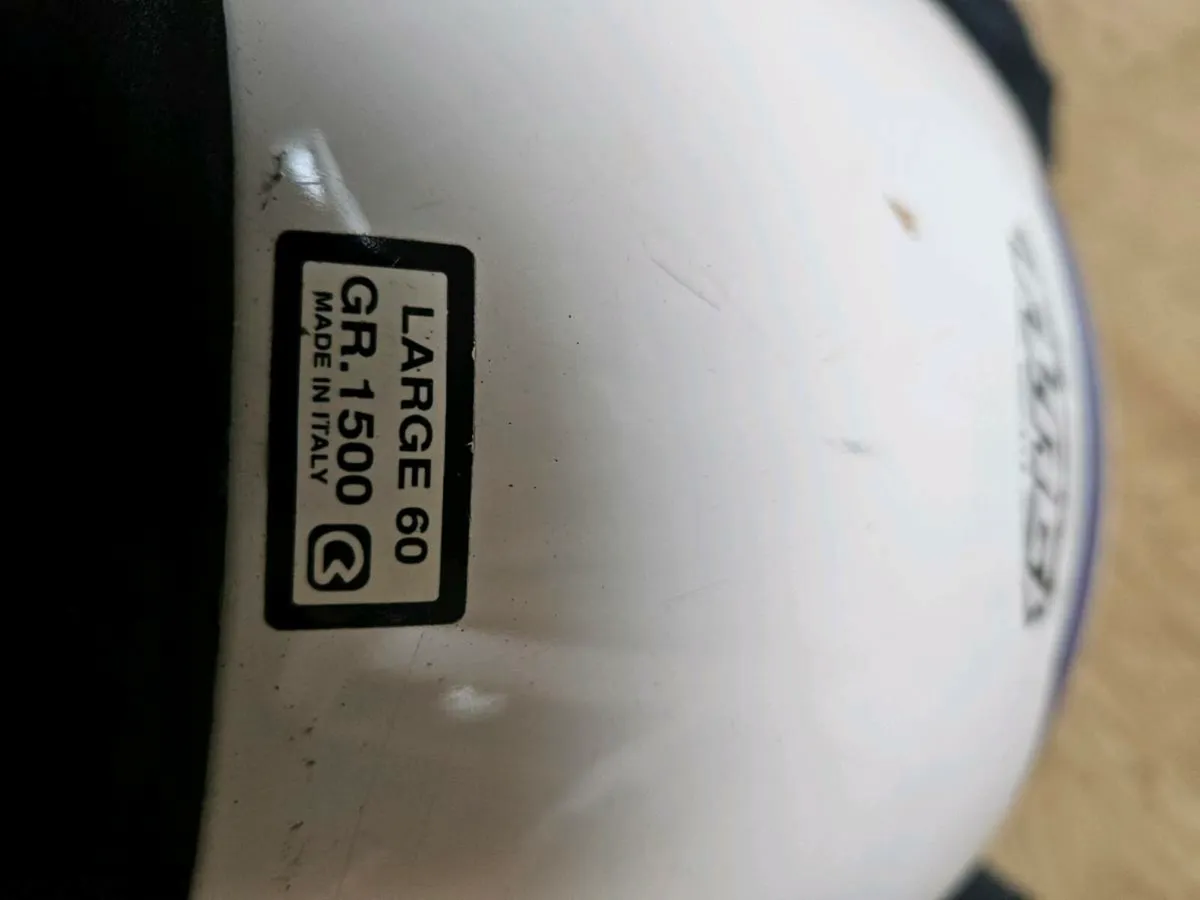 LARGE 60
GR.1500
MADE IN ITALY